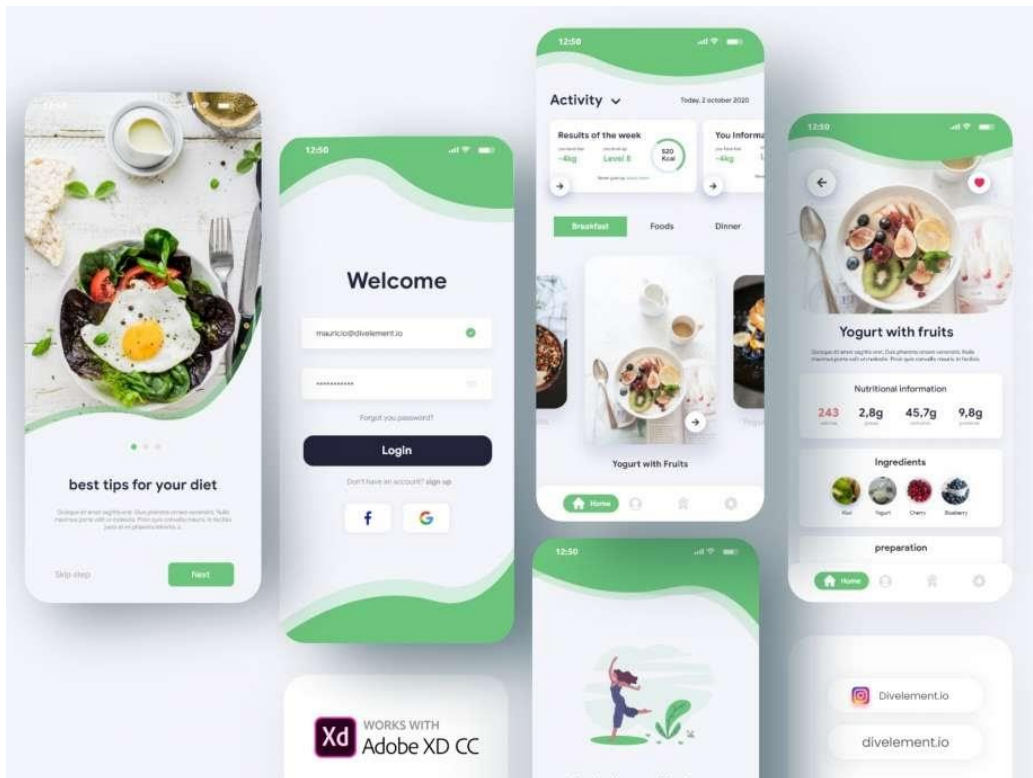 12:50
best tips for your diet
Skip step
Next
12:50
Welcome
mauricio@divelement.io
Forgot you password?
Login
Don't have an account? sign up
12:50
Activity
Today, 2 october 2020
Results of the week
-4kg
Level 8
520
Kcal
You Informa
-4kg
Breakfast
Foods
Dinner
Yogurt with Fruits
Home
12:50
Yogurt with fruits
Nutritional information
243
2,8g
45,7g
9,8g
Ingredients
Kiwi
Yogurt
Cherry
Blueberry
preparation
Home
12:50
Xd
WORKS WITH
Adobe XD CC
Divelement.io
divelement.io